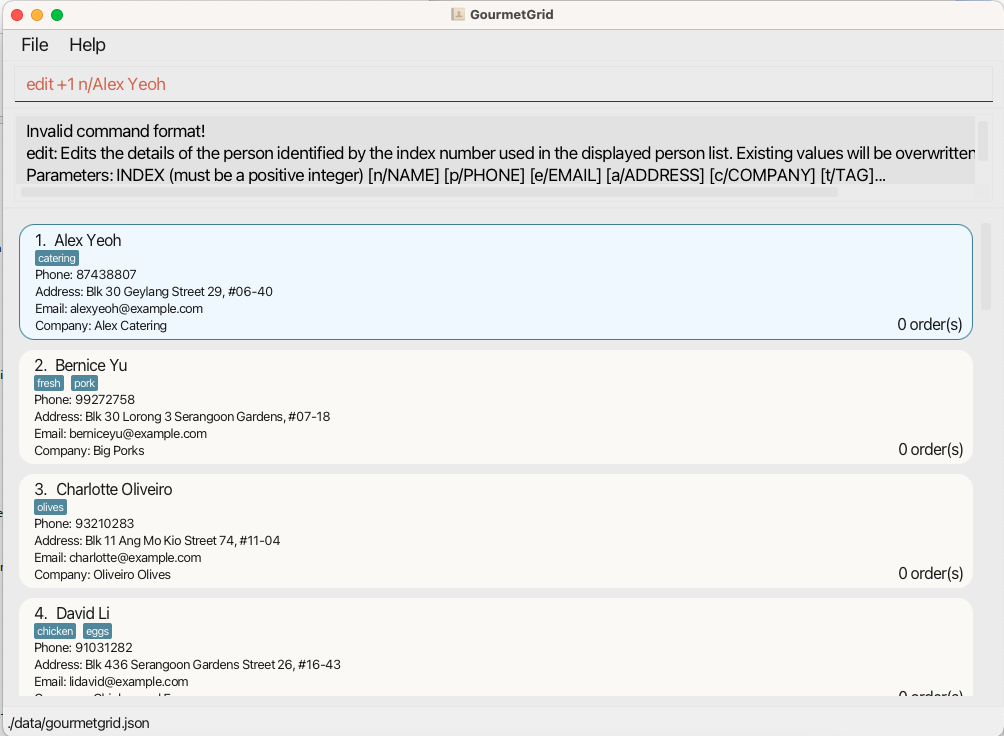 GourmetGrid
File Help
edit +1 n/Alex Yeoh
Invalid command format!
edit: Edits the details of the person identified by the index number used in the displayed person list. Existing values will be overwritten
Parameters: INDEX (must be a positive integer) [n/NAME] [p/PHONE] [e/EMAIL] [a/ADDRESS] [c/COMPANY] [t/TAG]...
1. Alex Yeoh
catering
Phone: 87438807
Address: Blk 30 Geylang Street 29, #06-40
Email: alexyeoh@example.com
Company: Alex Catering
0 order(s)
2. Bernice Yu
fresh pork
Phone: 99272758
Address: Blk 30 Lorong 3 Serangoon Gardens, #07-18
Email: berniceyu@example.com
Company: Big Porks
0 order(s)
3. Charlotte Oliveiro
olives
Phone: 93210283
Address: Blk 11 Ang Mo Kio Street 74, #11-04
Email: charlotte@example.com
Company: Oliveiro Olives
0 order(s)
4. David Li
chicken eggs
Phone: 91031282
Address: Blk 436 Serangoon Gardens Street 26, #16-43
Email: lidavid@example.com
0 order(s)
./data/gourmetgrid.json